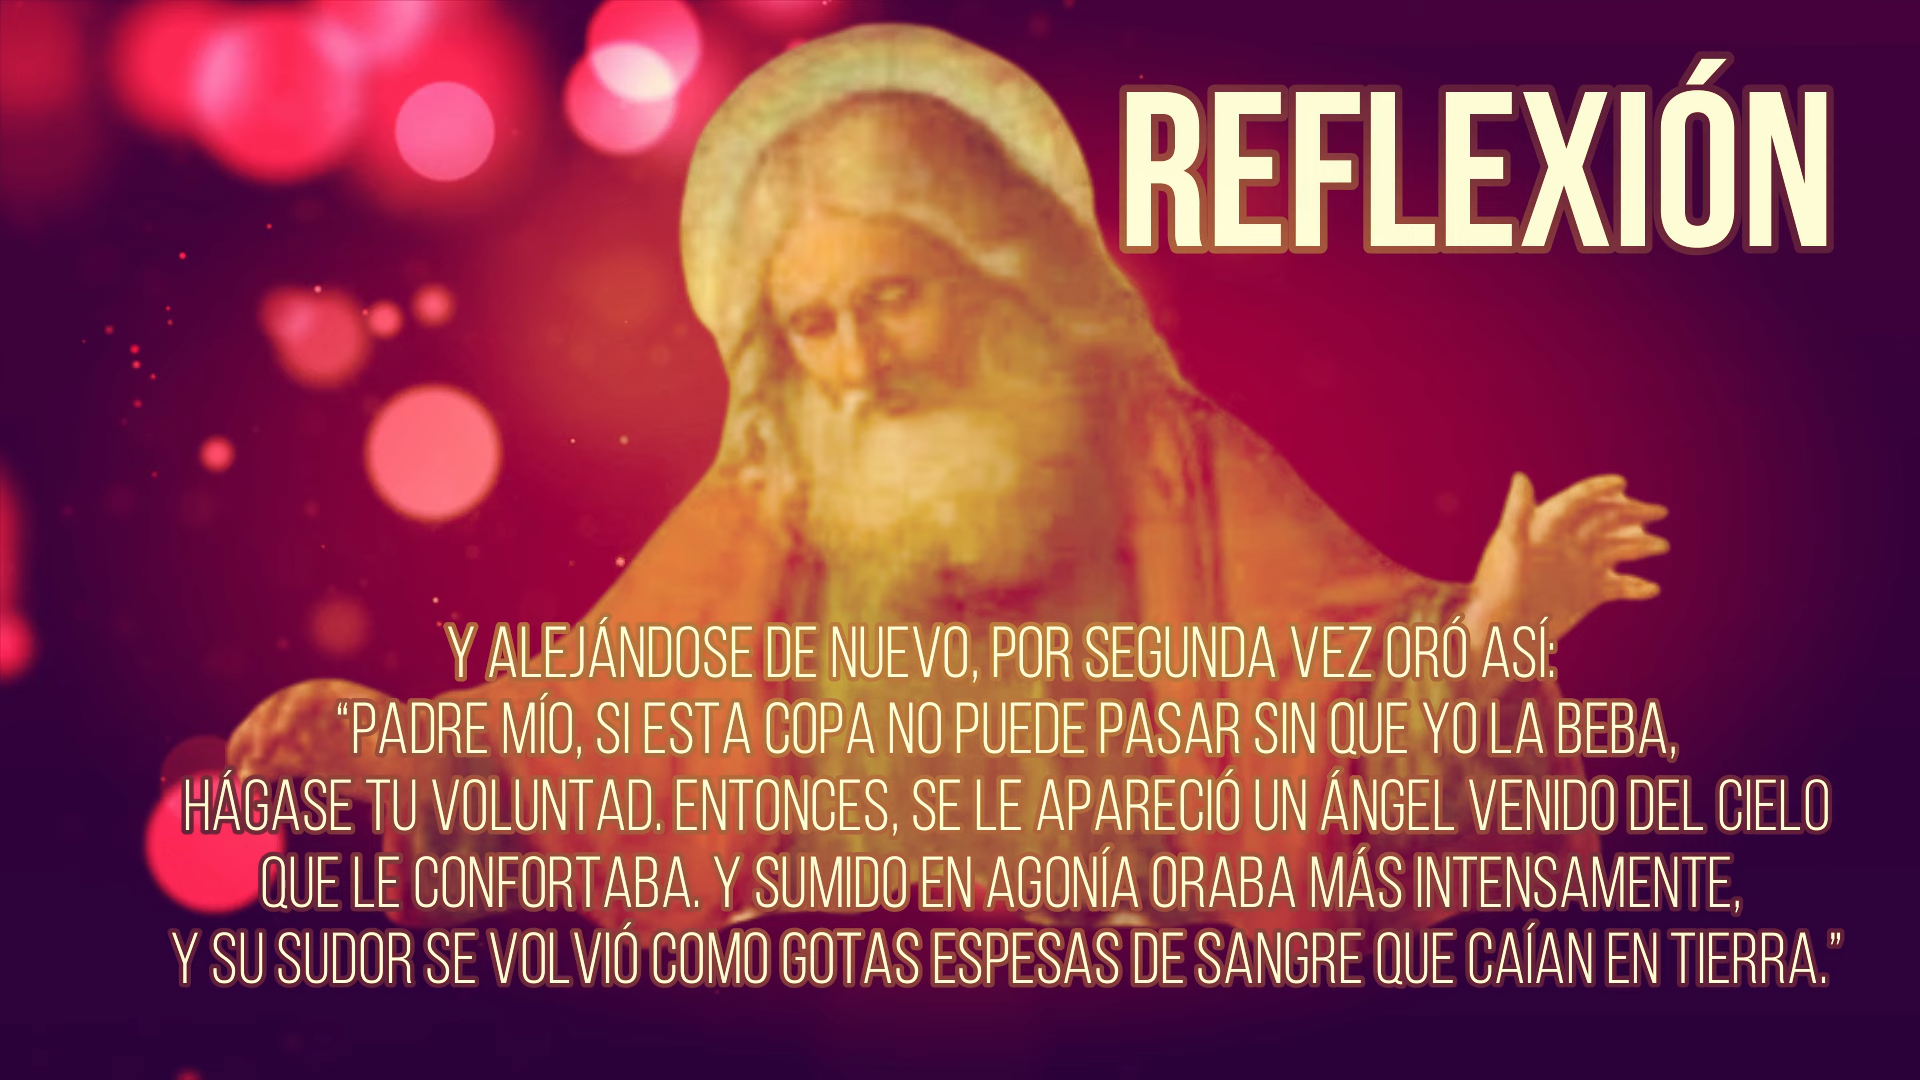 REFLEXIÓN
Y ALEJÁNDOSE DE NUEVO, POR SEGUNDA VEZ ORÓ ASÍ:
“PADRE MÍO, SI ESTA COPA NO PUEDE PASAR SIN QUE YO LA BEBA,
HÁGASE TU VOLUNTAD. ENTONCES, SE LE APARECIÓ UN ÁNGEL VENIDO DEL CIELO
QUE LE CONFORTABA. Y SUMIDO EN AGONÍA ORABA MÁS INTENSAMENTE,
Y SU SUDOR SE VOLVIÓ COMO GOTAS ESPESAS DE SANGRE QUE CAÍAN EN TIERRA.”